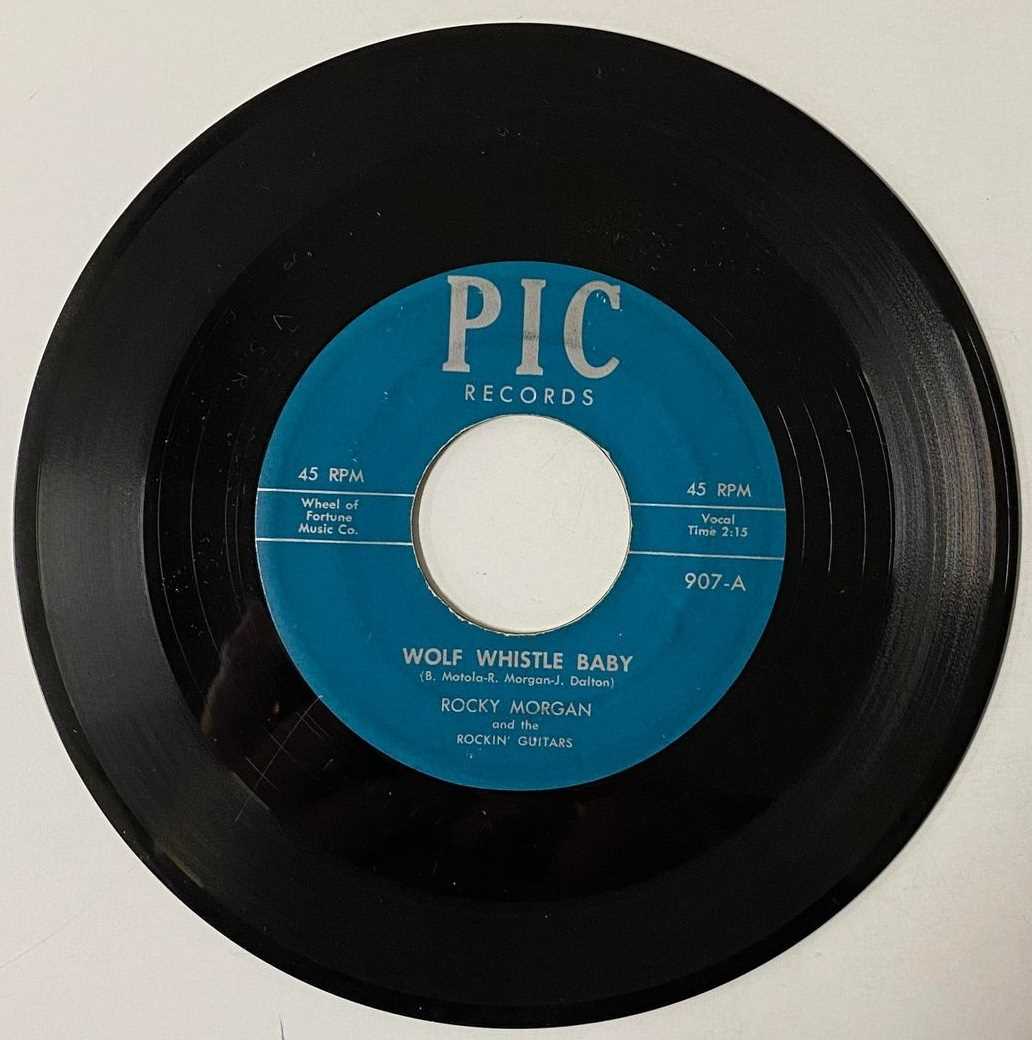 PIC
RECORDS
45 RPM
Wheel of
Fortune
Music Co.
45 RPM
Vocal
Time 2:15
907-A
WOLF WHISTLE BABY
(B. Motola-R. Morgan-J. Dalton)
ROCKY MORGAN
and the
ROCKIN' GUITARS